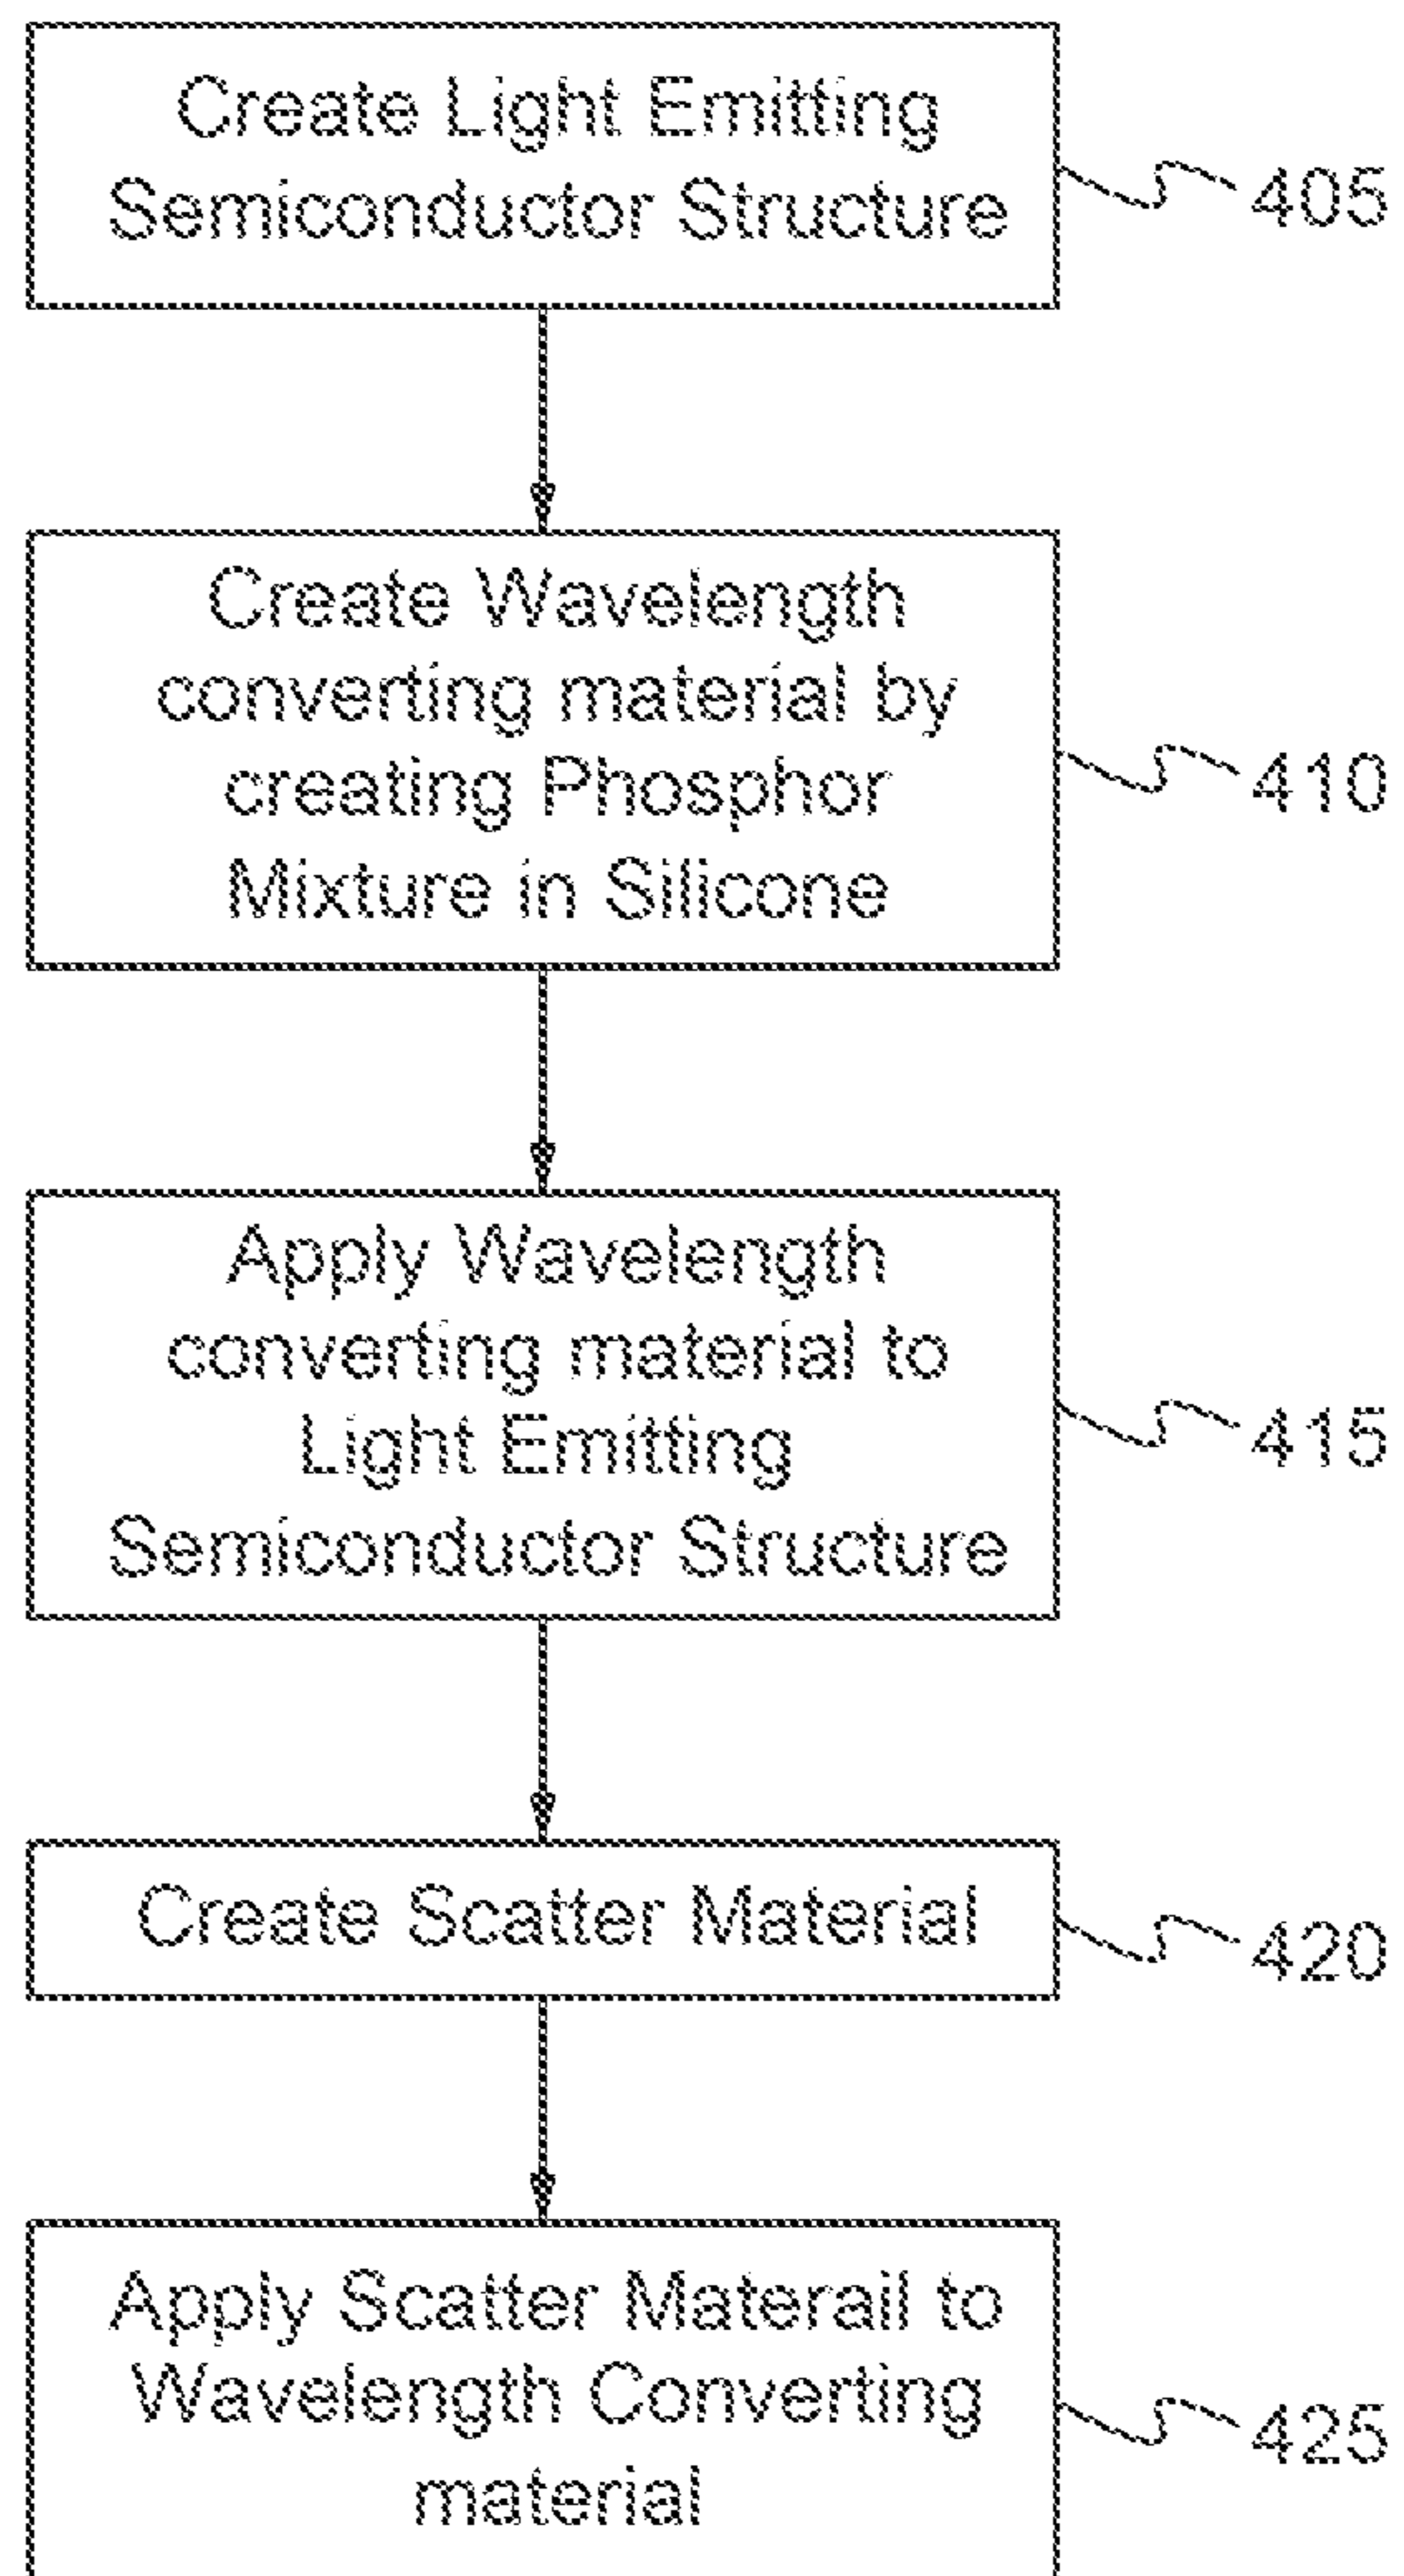 Create Light Emitting
Semiconductor Structure
405
Create Wavelength
converting material by
creating Phosphor
Mixture in Silicone
410
Apply Wavelength
converting material to
Light Emitting
Semiconductor Structure
415
Create Scatter Material
420
Apply Scatter Materail to
Wavelength Converting
material
425